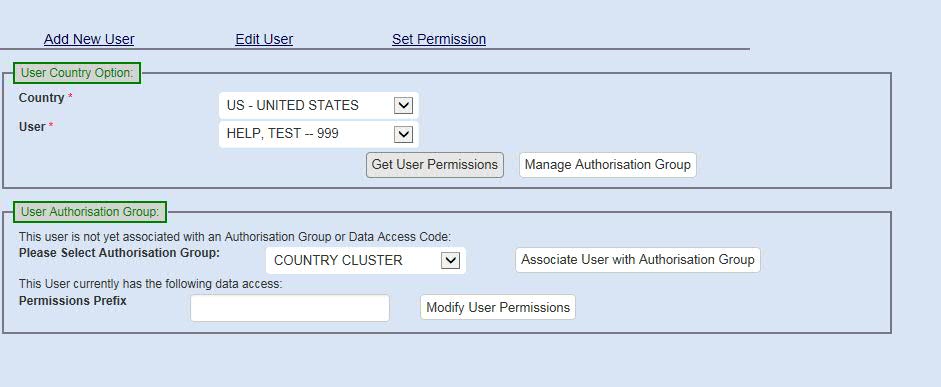 Add New User Edit User Set Permission
User Country Option:
Country *
US - UNITED STATES
User *
HELP, TEST -- 999
Get User Permissions Manage Authorisation Group
User Authorisation Group:
This user is not yet associated with an Authorisation Group or Data Access Code:
Please Select Authorisation Group: COUNTRY CLUSTER Associate User with Authorisation Group
This User currently has the following data access:
Permissions Prefix Modify User Permissions